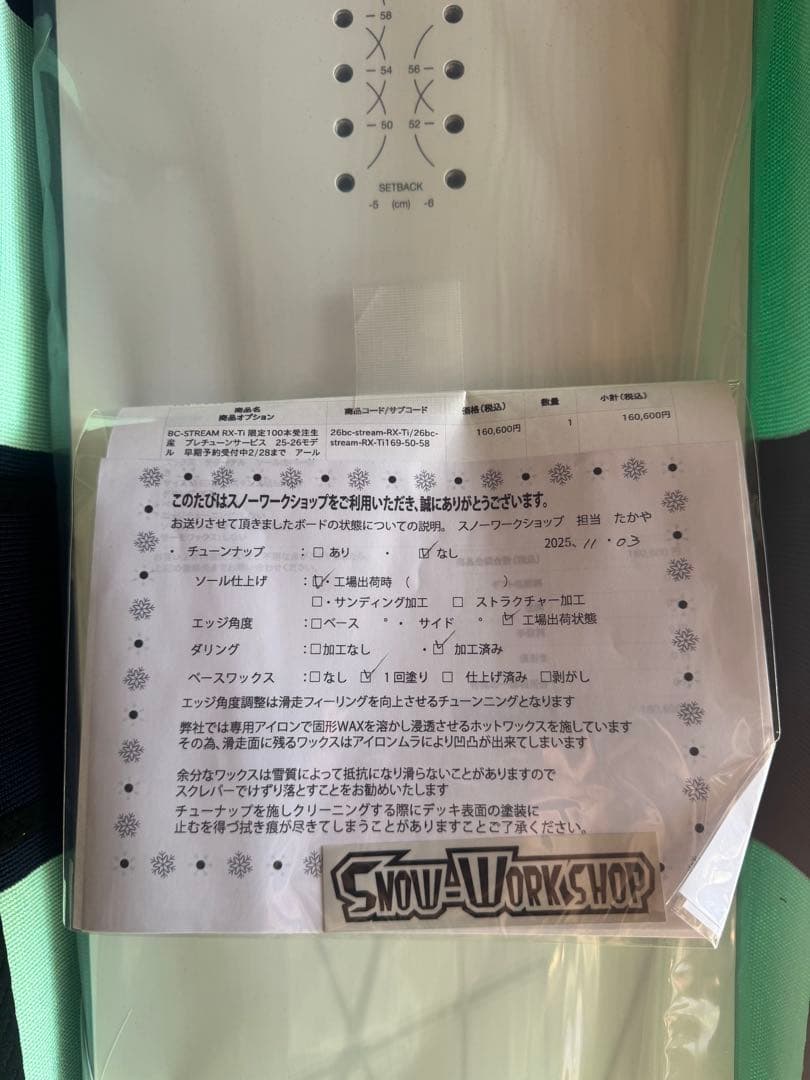 58
54 56
50 52
SETBACK
-5 (cm) -6
商品名
商品オプション
商品コード/サブコード
価格(税込)
数量
小計(税込)
BC-STREAM RX-Ti 限定100本受注生
産 プレチューンサービス 25-26モデ
ル 早期予約受付中2/28まで アール
26bc-stream-RX-Ti/26bc-
stream-RX-Ti169-50-58
160,600円
1
160,600円
このたびはスノーワークショップをご利用いただき、誠にありがとうございます。
お送りさせて頂きましたボードの状態についての説明。 スノーワークショップ 担当 たかや
2025、11・03
・ チューンナップ :□ あり ・ ☑ なし
ソール仕上げ :☑・工場出荷時 ( )
□・サンディング加工 □ ストラクチャー加工
エッジ角度 :□ベース °・ サイド ° ☑ 工場出荷状態
ダリング :□加工なし ・☑ 加工済み
ベースワックス :□なし ☑ 1回塗り □ 仕上げ済み □剥がし
エッジ角度調整は滑走フィーリングを向上させるチューンニングとなります
弊社では専用アイロンで固形WAXを溶かし浸透させるホットワックスを施しています
その為、滑走面に残るワックスはアイロンムラにより凹凸が出来てしまいます
余分なワックスは雪質によって抵抗になり滑らないことがありますので
スクレバーでけずり落とすことをお勧めいたします
チューナップを施しクリーニングする際にデッキ表面の塗装に
止むを得づ拭き痕が尽きてしまうことがありますことご了承ください。
SNOW WORKSHOP